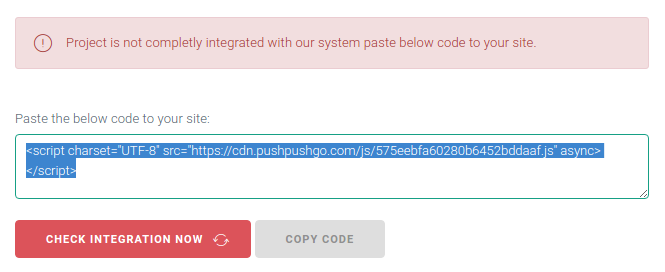 Project is not completly integrated with our system paste below code to your site.
Paste the below code to your site:
<script charset="UTF-8" src="https://cdn.pushpushgo.com/js/575eebfa60280b6452bddaaf.js" async>
</script>
CHECK INTEGRATION NOW
COPY CODE